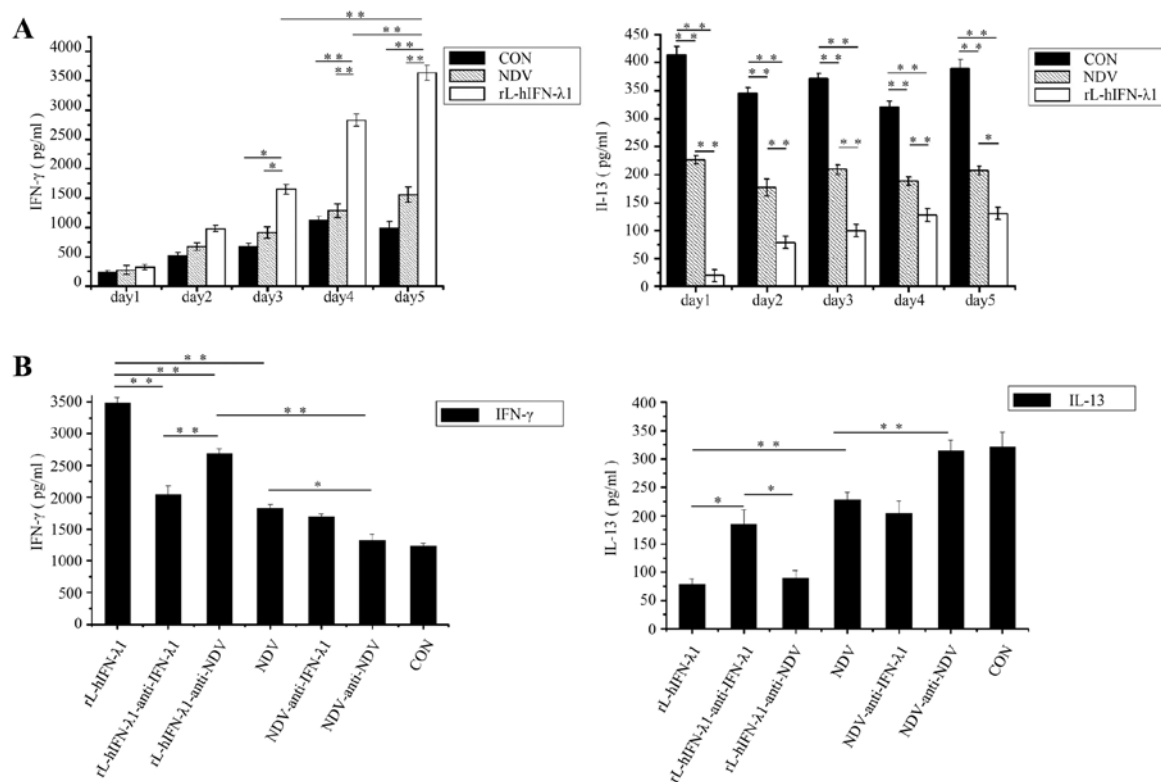 A
IFN-γ ( pg/ml )
4000
3500
3000
2500
2000
1500
1000
500
0
day1 day2 day3 day4 day5
** ** ** ** ** ** * *
CON
NDV
rL-hIFN-λ1
Il-13 ( pg/ml )
450
400
350
300
250
200
150
100
50
0
day1 day2 day3 day4 day5
** ** ** ** ** ** ** ** ** **
** ** ** ** *
CON
NDV
rL-hIFN-λ1
B
IFN-γ ( pg/ml )
3500
3000
2500
2000
1500
1000
500
0
** ** ** ** ** *
IFN-γ
rL-hIFN-λ1
rL-hIFN-λ1-anti-IFN-λ1
rL-hIFN-λ1-anti-NDV
NDV
NDV-anti-IFN-λ1
NDV-anti-NDV
CON
IL-13 ( pg/ml )
400
350
300
250
200
150
100
50
0
** ** * *
IL-13
rL-hIFN-λ1
rL-hIFN-λ1-anti-IFN-λ1
rL-hIFN-λ1-anti-NDV
NDV
NDV-anti-IFN-λ1
NDV-anti-NDV
CON